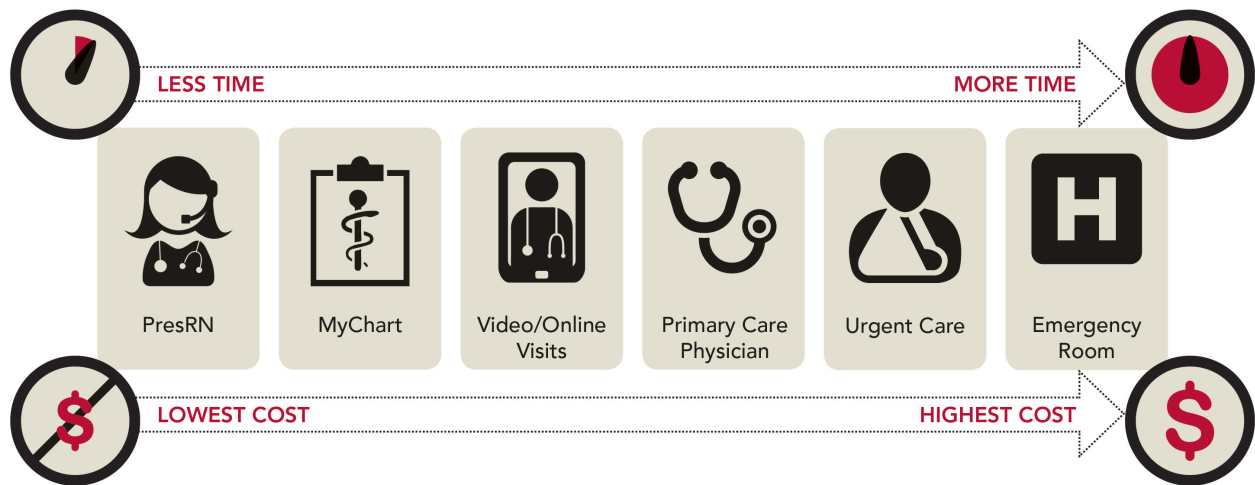 LESS TIME
MORE TIME
H
PresRN
MyChart
Video/Online
Visits
Primary Care
Physician
Urgent Care
Emergency
Room
$
LOWEST COST
HIGHEST COST
$